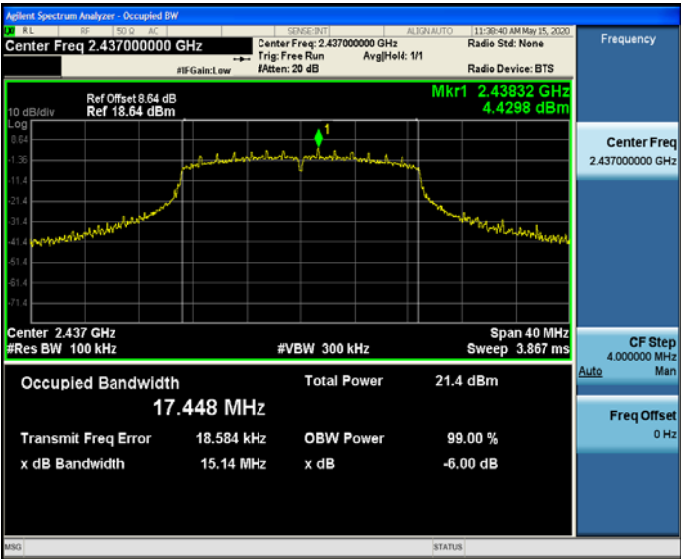 Agilent Spectrum Analyzer - Occupied BW
RL RF 50 Ω AC SENSE:INT ALIGN AUTO 11:38:40 AM May 15, 2020
Center Freq 2.437000000 GHz
Center Freq: 2.437000000 GHz
Radio Std: None
Trig: Free Run Avg|Hold: 1/1
#IFGain:Low #Atten: 20 dB Radio Device: BTS
Ref Offset 8.64 dB
10 dB/div Ref 18.64 dBm
Mkr1 2.43832 GHz
4.4298 dBm
Log
8.64
-1.36
-11.4
-21.4
-31.4
-41.4
-51.4
-61.4
-71.4
1
Center 2.437 GHz Span 40 MHz
#Res BW 100 kHz #VBW 300 kHz Sweep 3.867 ms
Occupied Bandwidth Total Power 21.4 dBm
17.448 MHz
Transmit Freq Error 18.584 kHz OBW Power 99.00 %
x dB Bandwidth 15.14 MHz x dB -6.00 dB
MSG STATUS
Frequency
Center Freq
2.437000000 GHz
CF Step
4.000000 MHz
Auto Man
Freq Offset
0 Hz